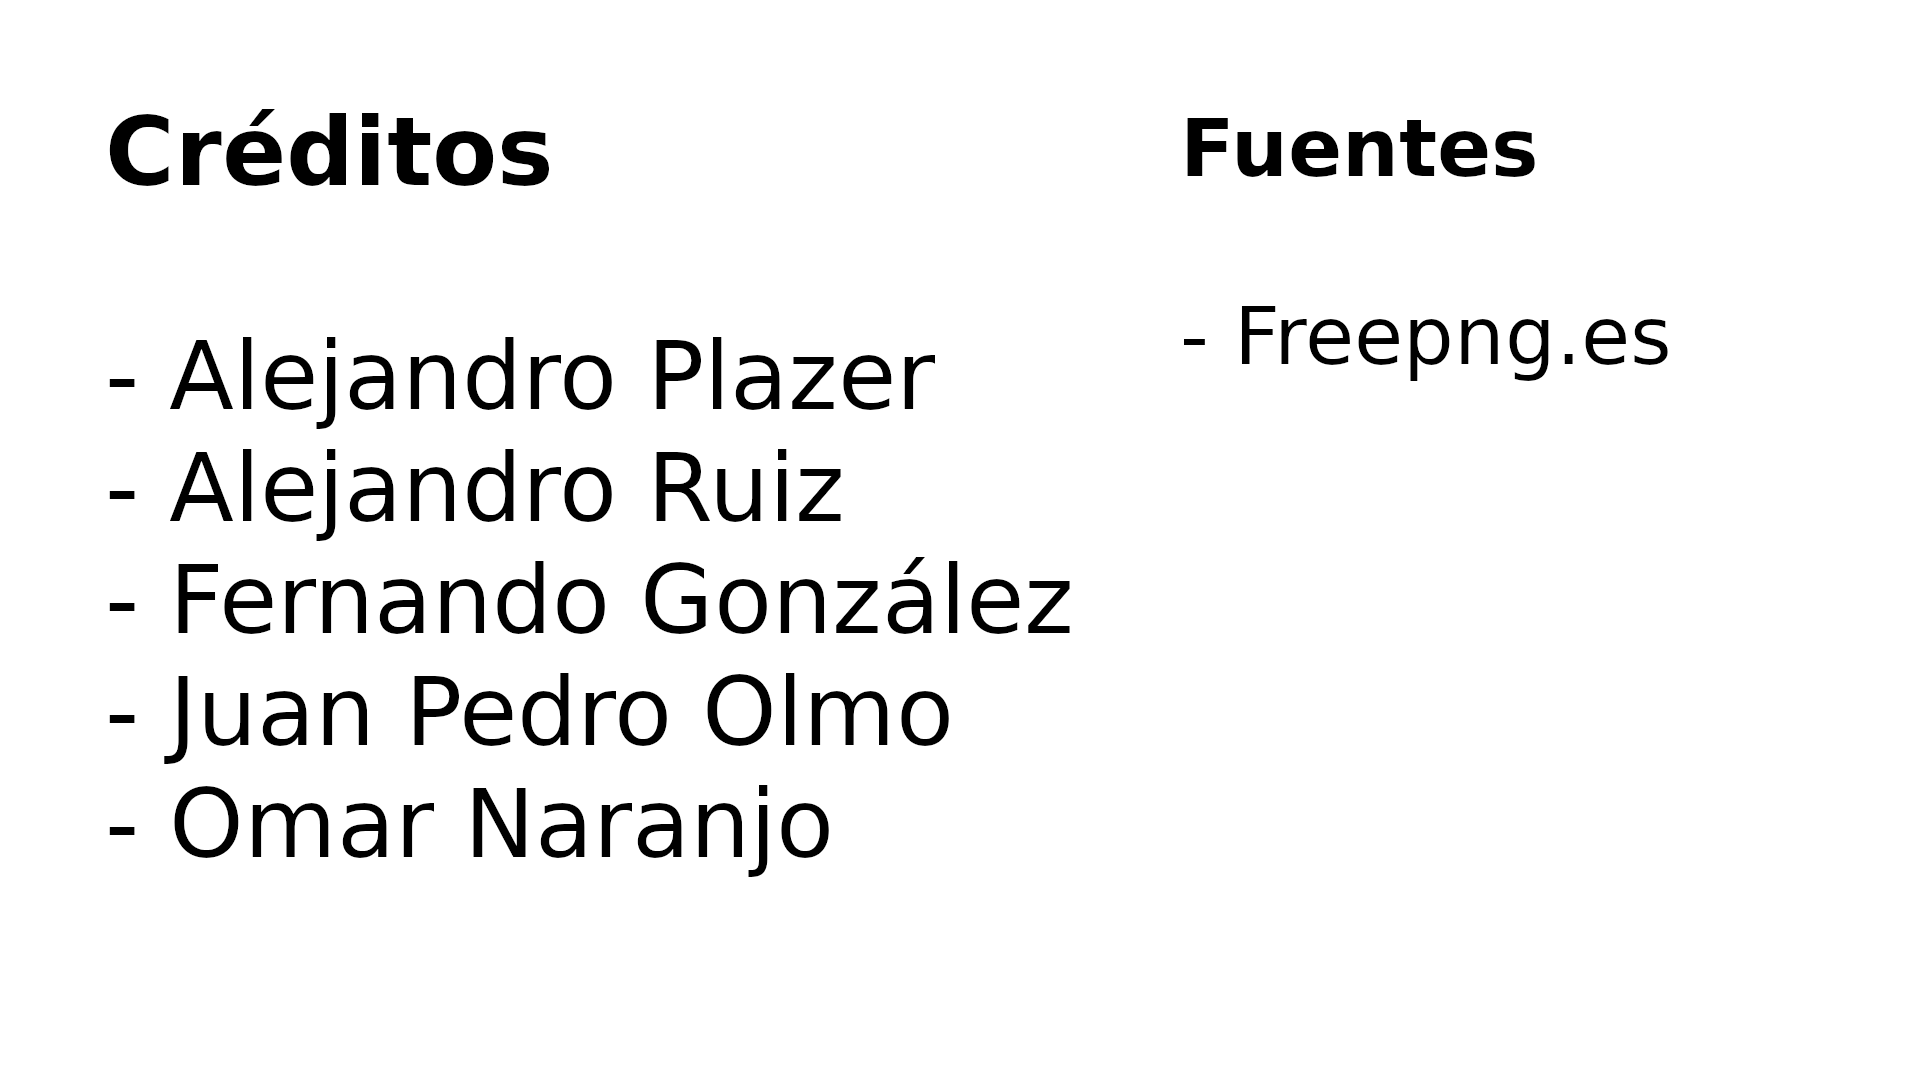 Créditos
- Alejandro Plazer
- Alejandro Ruiz
- Fernando González
- Juan Pedro Olmo
- Omar Naranjo
Fuentes
- Freepng.es